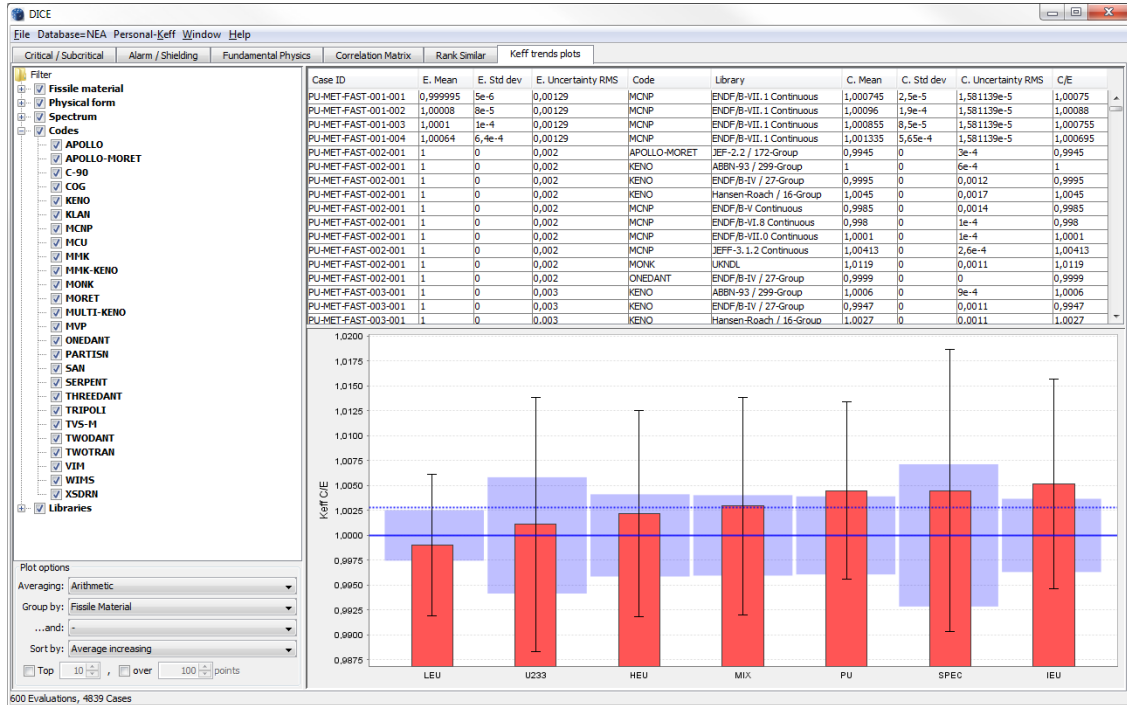 DICE
File Database=NEA Personal-Keff Window Help
Critical / Subcritical Alarm / Shielding Fundamental Physics Correlation Matrix Rank Similar Keff trends plots
Filter
Fissile material
Physical form
Spectrum
Codes
APOLLO
APOLLO-MORET
C-90
COG
KENO
KLAN
MCNP
MCU
MMK
MMK-KENO
MONK
MORET
MULTI-KENO
MVP
ONEDANT
PARTISN
SAN
SERPENT
THREEDANT
TRIPOLI
TVS-M
TWODANT
TWOTRAN
VIM
WIMS
XSDRN
Libraries
Plot options
Averaging: Arithmetic
Group by: Fissile Material
...and: -
Sort by: Average increasing
Top 10 , over 100 points
Case ID E. Mean E. Std dev E. Uncertainty RMS Code Library C. Mean C. Std dev C. Uncertainty RMS C/E
PU-MET-FAST-001-001 0,999995 5e-6 0,00129 MCNP ENDF/B-VII.1 Continuous 1,000745 2,5e-5 1,581139e-5 1,00075
PU-MET-FAST-001-002 1,00008 8e-5 0,00129 MCNP ENDF/B-VII.1 Continuous 1,00096 1,9e-4 1,581139e-5 1,00088
PU-MET-FAST-001-003 1,0001 1e-4 0,00129 MCNP ENDF/B-VII.1 Continuous 1,000855 8,5e-5 1,581139e-5 1,000755
PU-MET-FAST-001-004 1,00064 6,4e-4 0,00129 MCNP ENDF/B-VII.1 Continuous 1,001335 5,65e-4 1,581139e-5 1,000695
PU-MET-FAST-002-001 1 0 0,002 APOLLO-MORET JEF-2.2 / 172-Group 0,9945 0 3e-4 0,9945
PU-MET-FAST-002-001 1 0 0,002 KENO ABBN-93 / 299-Group 1 0 6e-4 1
PU-MET-FAST-002-001 1 0 0,002 KENO ENDF/B-IV / 27-Group 0,9995 0 0,0012 0,9995
PU-MET-FAST-002-001 1 0 0,002 KENO Hansen-Roach / 16-Group 1,0045 0 0,0017 1,0045
PU-MET-FAST-002-001 1 0 0,002 MCNP ENDF/B-V Continuous 0,9985 0 0,0014 0,9985
PU-MET-FAST-002-001 1 0 0,002 MCNP ENDF/B-VI.8 Continuous 0,998 0 1e-4 0,998
PU-MET-FAST-002-001 1 0 0,002 MCNP ENDF/B-VII.0 Continuous 1,0001 0 1e-4 1,0001
PU-MET-FAST-002-001 1 0 0,002 MCNP JEFF-3.1.2 Continuous 1,00413 0 2,6e-4 1,00413
PU-MET-FAST-002-001 1 0 0,002 MONK UKNDL 1,0119 0 0,0011 1,0119
PU-MET-FAST-002-001 1 0 0,002 ONEDANT ENDF/B-IV / 27-Group 0,9999 0 0 0,9999
PU-MET-FAST-003-001 1 0 0,003 KENO ABBN-93 / 299-Group 1,0006 0 9e-4 1,0006
PU-MET-FAST-003-001 1 0 0,003 KENO ENDF/B-IV / 27-Group 0,9947 0 0,0011 0,9947
PU-MET-FAST-003-001 1 0 0,003 KENO Hansen-Roach / 16-Group 1,0027 0 0,0011 1,0027
1,0200
1,0175
1,0150
1,0125
1,0100
1,0075
1,0050
1,0025
1,0000
0,9975
0,9950
0,9925
0,9900
0,9875
Keff C/E
LEU U233 HEU MIX PU SPEC IEU
600 Evaluations, 4839 Cases